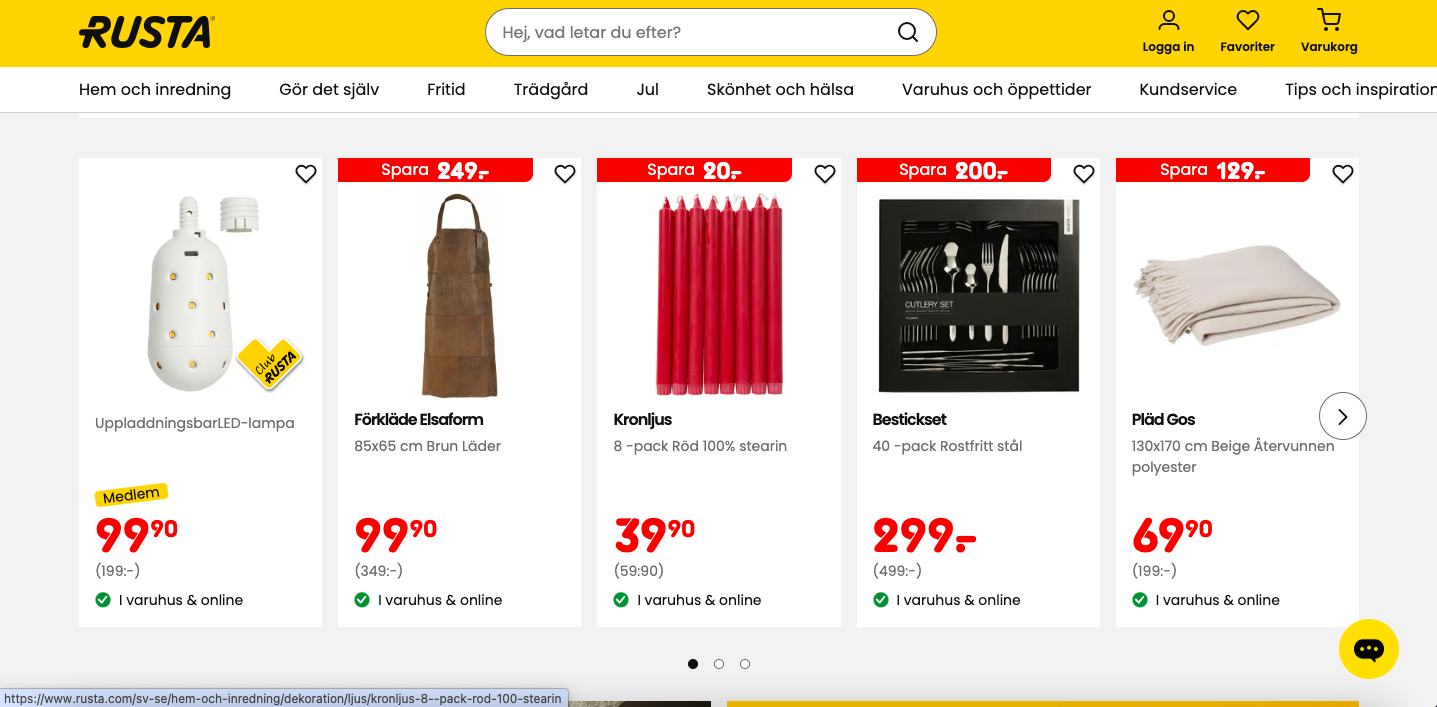 RUSTA
Hej, vad letar du efter?
Logga in
Favoriter
Varukorg
Hem och inredning
Gör det själv
Fritid
Trädgård
Jul
Skönhet och hälsa
Varuhus och öppettider
Kundservice
Tips och inspiration
Club
RUSTA
UppladdningsbarLED-lampa
Medlem
99 90
(199:-)
I varuhus & online
Spara 249.-
Förkläde Elsaform
85x65 cm Brun Läder
99 90
(349:-)
I varuhus & online
Spara 20.-
Kronljus
8 -pack Röd 100% stearin
39 90
(59:90)
I varuhus & online
Spara 200.-
CUTLERY SET
Bestickset
40 -pack Rostfritt stål
299.-
(499:-)
I varuhus & online
Spara 129.-
Pläd Gos
130x170 cm Beige Återvunnen
polyester
69 90
(199:-)
I varuhus & online
https://www.rusta.com/sv-se/hem-och-inredning/dekoration/ljus/kronljus-8--pack-rod-100-stearin